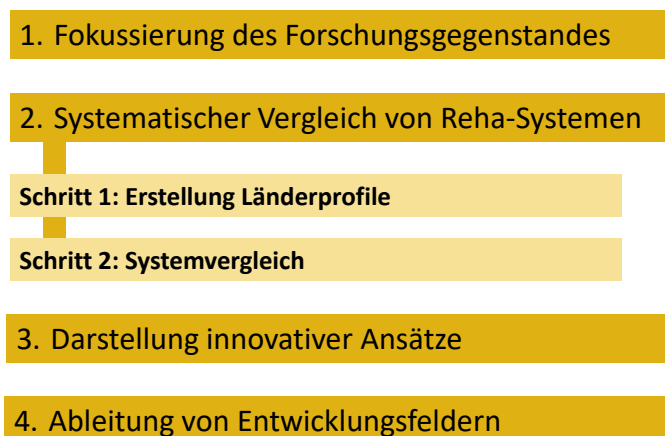 1. Fokussierung des Forschungsgegenstandes
2. Systematischer Vergleich von Reha-Systemen
Schritt 1: Erstellung Länderprofile
Schritt 2: Systemvergleich
3. Darstellung innovativer Ansätze
4. Ableitung von Entwicklungsfeldern